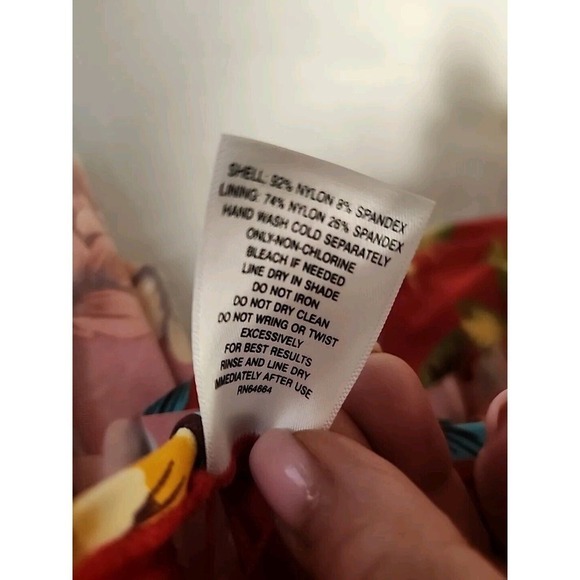 SHELL: 92% NYLON 8% SPANDEX
LINING: 74% NYLON 26% SPANDEX
HAND WASH COLD SEPARATELY
ONLY-NON-CHLORINE
BLEACH IF NEEDED
LINE DRY IN SHADE
DO NOT IRON
DO NOT DRY CLEAN
DO NOT WRING OR TWIST
EXCESSIVELY
FOR BEST RESULTS
RINSE AND LINE DRY
IMMEDIATELY AFTER USE
RN64664